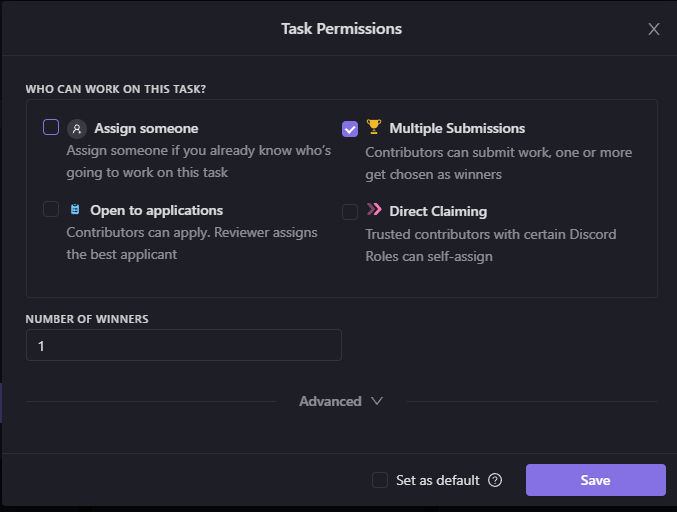 Task Permissions
WHO CAN WORK ON THIS TASK?
Assign someone
Assign someone if you already know who's
going to work on this task
Multiple Submissions
Contributors can submit work, one or more
get chosen as winners
Open to applications
Contributors can apply. Reviewer assigns
the best applicant
Direct Claiming
Trusted contributors with certain Discord
Roles can self-assign
NUMBER OF WINNERS
1
Advanced
Set as default
Save